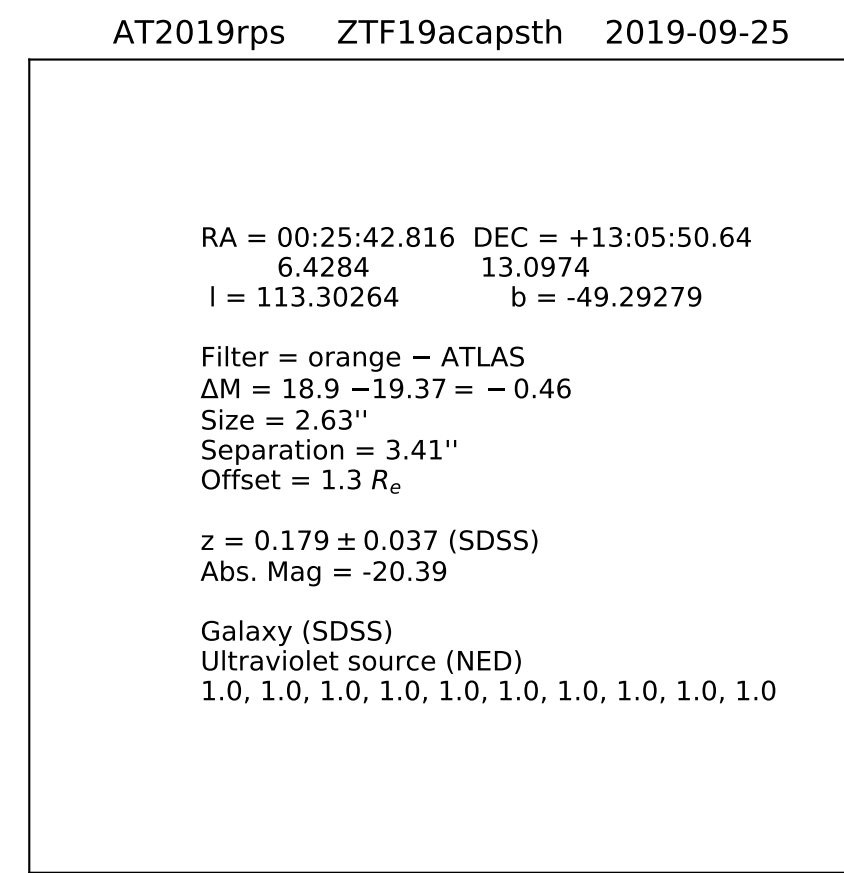 AT2019rps ZTF19acapsth 2019-09-25
RA = 00:25:42.816 DEC = +13:05:50.64
6.4284 13.0974
l = 113.30264 b = -49.29279
Filter = orange − ATLAS
ΔM = 18.9 −19.37 = − 0.46
Size = 2.63''
Separation = 3.41''
Offset = 1.3 Re
z = 0.179 ± 0.037 (SDSS)
Abs. Mag = -20.39
Galaxy (SDSS)
Ultraviolet source (NED)
1.0, 1.0, 1.0, 1.0, 1.0, 1.0, 1.0, 1.0, 1.0, 1.0